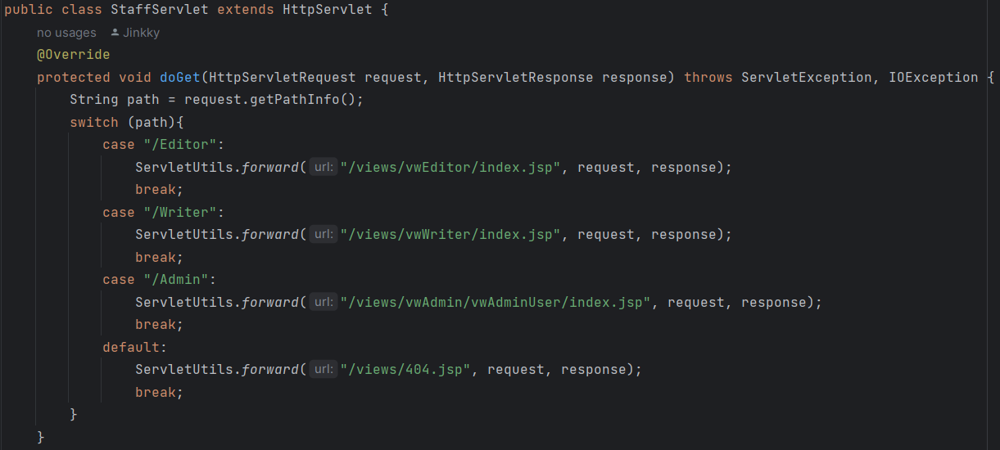 public class StaffServlet extends HttpServlet {
no usages Jinkky
@Override
protected void doGet(HttpServletRequest request, HttpServletResponse response) throws ServletException, IOException {
String path = request.getPathInfo();
switch (path){
case "/Editor":
ServletUtils.forward( url: "/views/vwEditor/index.jsp", request, response);
break;
case "/Writer":
ServletUtils.forward( url: "/views/vwWriter/index.jsp", request, response);
break;
case "/Admin":
ServletUtils.forward( url: "/views/vwAdmin/vwAdminUser/index.jsp", request, response);
break;
default:
ServletUtils.forward( url: "/views/404.jsp", request, response);
break;
}
}